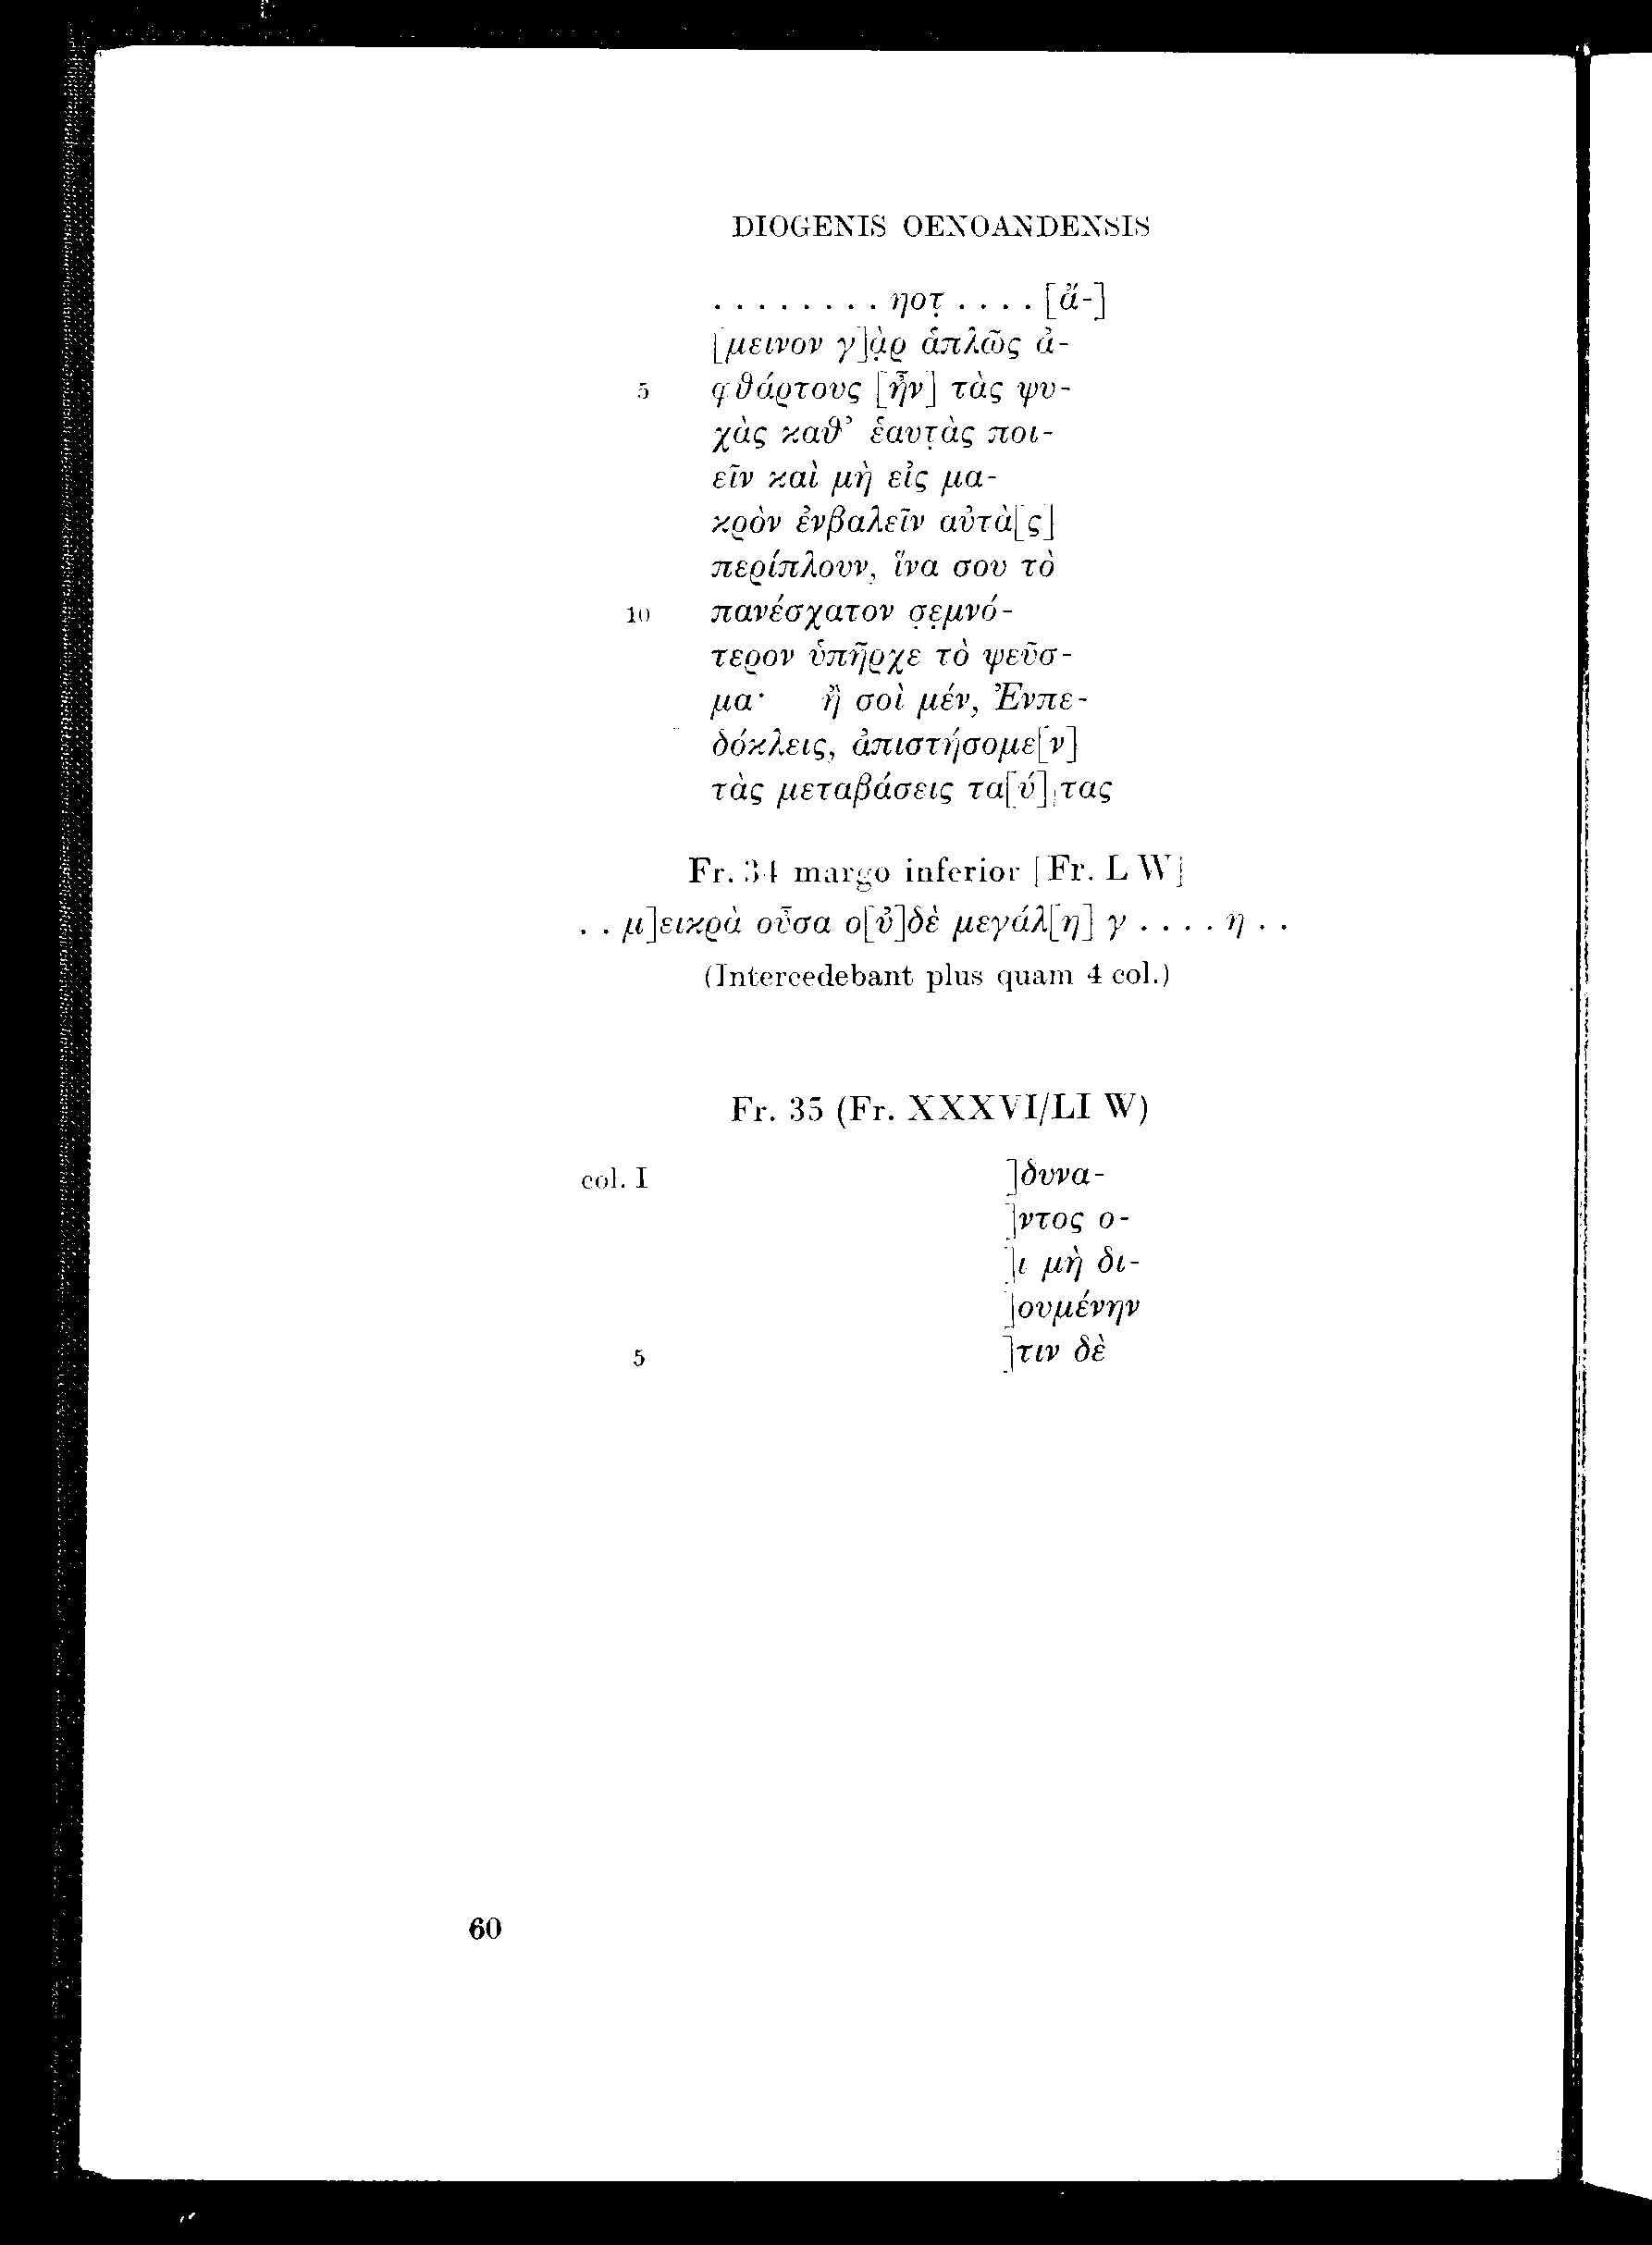 DIOGENIS OENOANDENSIS
. . . . . . . . ηοτ̣ . . . . [ἄ-]
[μεινον γ]ὰ̣ρ ἁπλῶς ἀ-
5 φθάρτους [ἦν] τὰς ψυ-
χὰς καθ’ ἑαυτ̣ὰς ποι-
εῖν καὶ μὴ εἰς μα-
κρὸν ἐνβαλεῖν αὐτὰ[ς]
περίπλουν, ἵνα σου τὸ
10 πανέσχατον σ̣ε̣μνό-
τερον ὑπῆρχε τὸ ψεῦσ-
μα· ἢ σοὶ μέν, Ἐνπε-
δόκλεις, ἀπιστήσομε[ν]
τὰς μεταβάσεις τα[ύ]τας
Fr. 34 margo inferior [Fr. L W]
. . μ]εικρὰ οὖσα ο[ὐ]δὲ μεγάλ[η] γ . . . . η . .
(Intercedebant plus quam 4 col.)
Fr. 35 (Fr. XXXVI/LI W)
col. I ]δυνα-
]ντος ο-
]ι μὴ δι-
]ουμένην
5 ]τιν δὲ
60